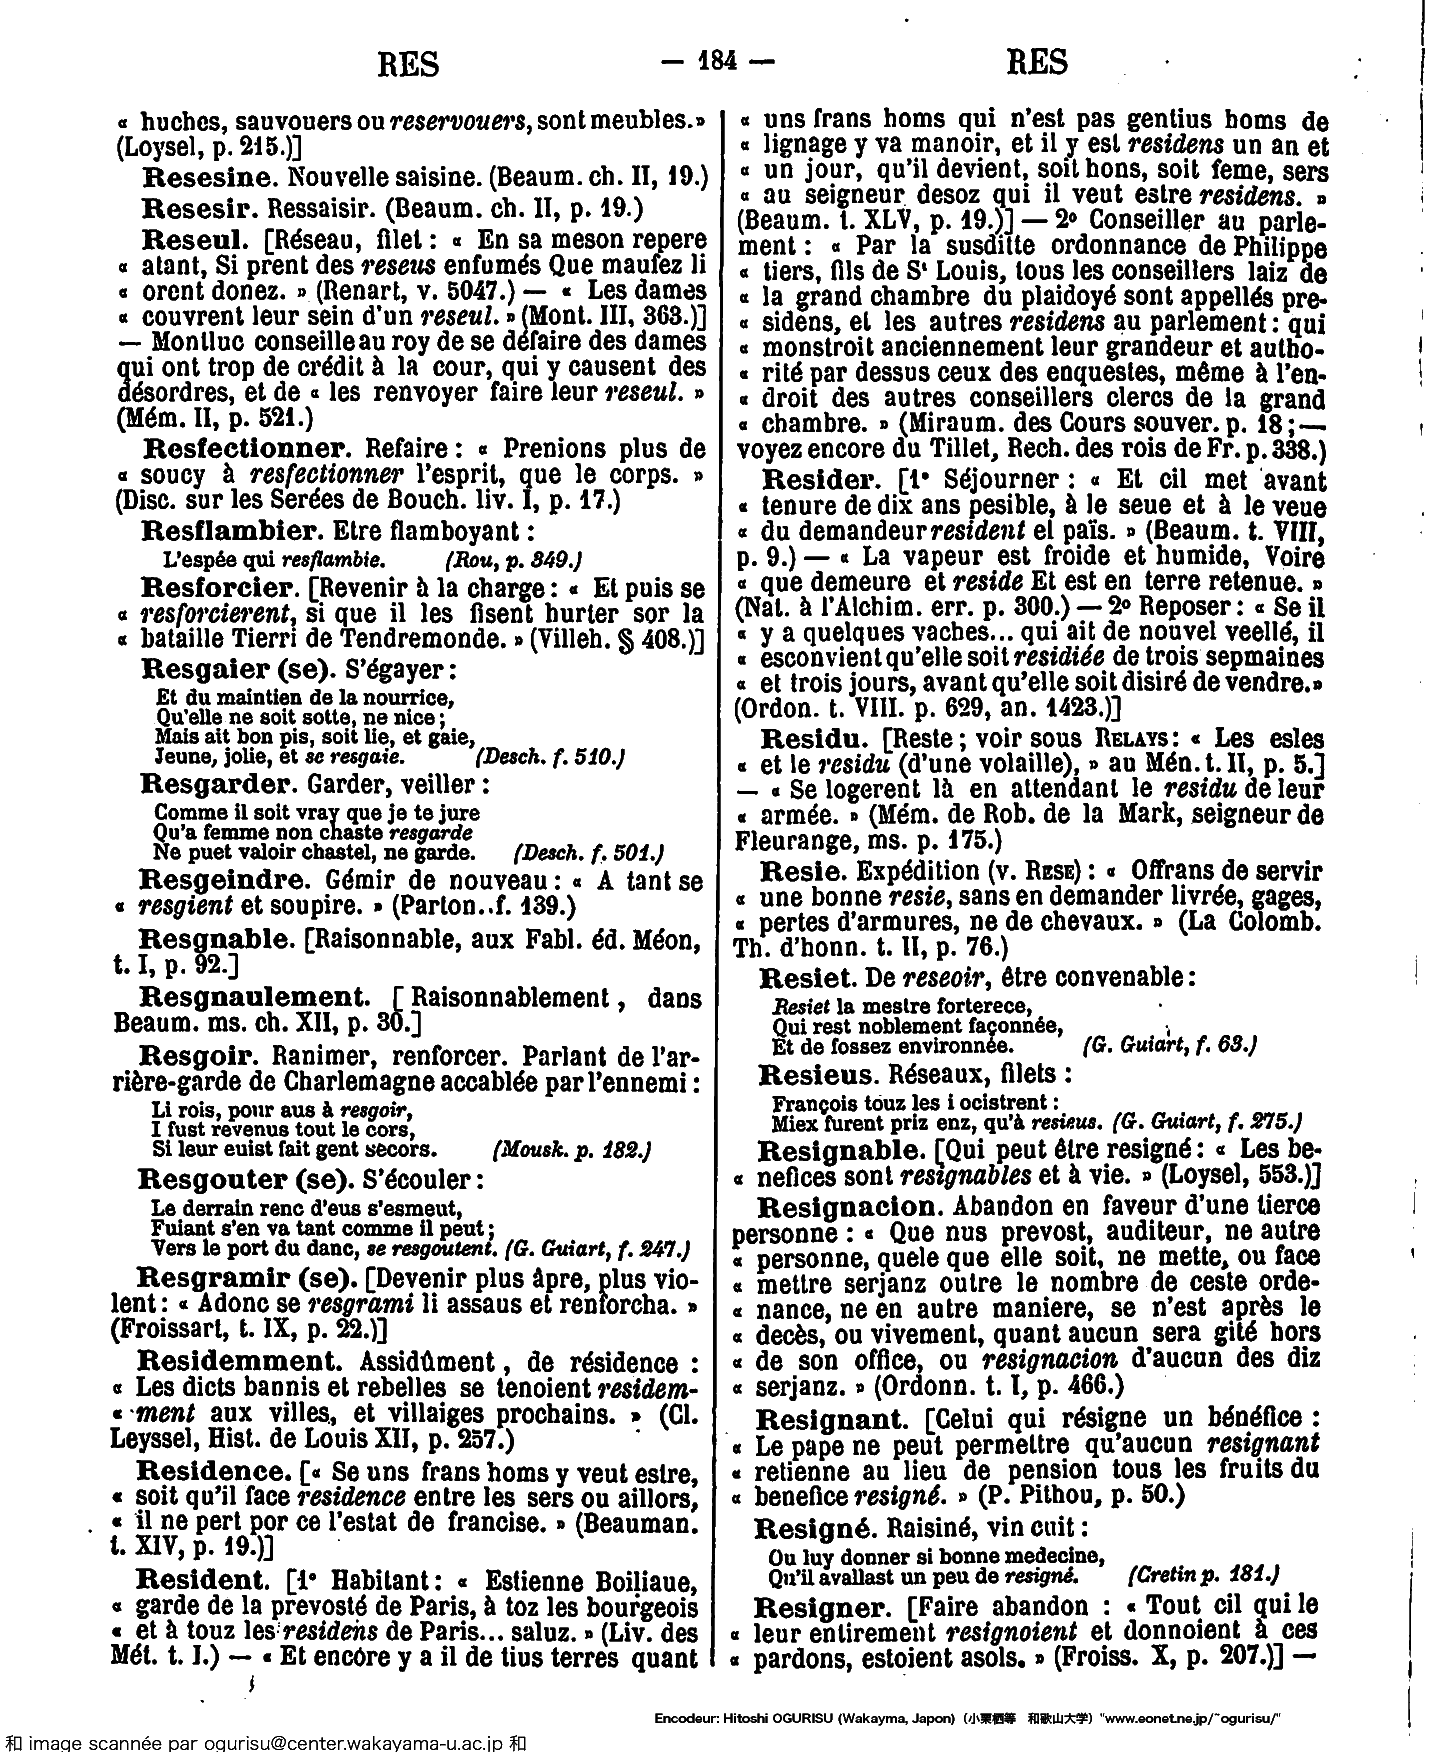 RES — 184 — RES
« huches, sauvouers ou reservouers, sont meubles.»
(Loysel, p. 215.)]
Resesine. Nouvelle saisine. (Beaum. ch. II, 19.)
Resesir. Ressaisir. (Beaum. ch. II, p. 19.)
Reseul. [Réseau, filet : « En sa meson repere
« atant, Si prent des reseus enfumés Que maufez li
« orent donez. » (Renart, v. 5047.) — « Les dames
« couvrent leur sein d'un reseul. » (Mont. III, 363.)]
— Montluc conseille au roy de se défaire des dames
qui ont trop de crédit à la cour, qui y causent des
désordres, et de « les renvoyer faire leur reseul. »
(Mém. II, p. 521.)
Resfectionner. Refaire : « Prenions plus de
« soucy à resfectionner l'esprit, que le corps. »
(Disc. sur les Serées de Bouch. liv. I, p. 17.)
Resflambier. Etre flamboyant :
L'espée qui resflambie. (Rou, p. 349.)
Resforcier. [Revenir à la charge : « Et puis se
« resforcierent, si que il les fisent hurter sor la
« bataille Tierri de Tendremonde. » (Villeh. § 408.)]
Resgaier (se). S'égayer :
Et du maintien de la nourrice,
Qu'elle ne soit sotte, ne nice ;
Mais ait bon pis, soit lie, et gaie,
Jeune, jolie, et se resgaie. (Desch. f. 510.)
Resgarder. Garder, veiller :
Comme il soit vray que je te jure
Qu'a femme non chaste resgarde
Ne puet valoir chastel, ne garde. (Desch. f. 501.)
Resgeindre. Gémir de nouveau : « A tant se
« resgient et soupire. » (Parton..f. 139.)
Resgnable. [Raisonnable, aux Fabl. éd. Méon,
t. I, p. 92.]
Resgnaulement. [ Raisonnablement , dans
Beaum. ms. ch. XII, p. 30.]
Resgoir. Ranimer, renforcer. Parlant de l'ar-
rière-garde de Charlemagne accablée par l'ennemi :
Li rois, pour aus à resgoir,
I fust revenus tout le cors,
Si leur euist fait gent secors. (Mousk. p. 182.)
Resgouter (se). S'écouler :
Le derrain renc d'eus s'esmeut,
Fuiant s'en va tant comme il peut ;
Vers le port du danc, se resgoutent. (G. Guiart, f. 247.)
Resgramir (se). [Devenir plus âpre, plus vio-
lent : « Adonc se resgrami li assaus et renforcha. »
(Froissart, t. IX, p. 22.)]
Residemment. Assidûment , de résidence :
« Les dicts bannis et rebelles se tenoient residem-
« ment aux villes, et villaiges prochains. » (Cl.
Leyssel, Hist. de Louis XII, p. 257.)
Residence. [« Se uns frans homs y veut estre,
« soit qu'il face residence entre les sers ou aillors,
« il ne pert por ce l'estat de francise. » (Beauman.
t. XIV, p. 19.)]
Resident. [1° Habitant : « Estienne Boiliaue,
« garde de la prevosté de Paris, à toz les bourgeois
« et à touz les residens de Paris... saluz. » (Liv. des
Mét. t. I.) — « Et encore y a il de tius terres quant
« uns frans homs qui n'est pas gentius homs de
« lignage y va manoir, et il y est residens un an et
« un jour, qu'il devient, soit hons, soit feme, sers
« au seigneur desoz qui il veut estre residens. »
(Beaum. t. XLV, p. 19.)] — 2° Conseiller au parle-
ment : « Par la susditte ordonnance de Philippe
« tiers, fils de St Louis, tous les conseillers laiz de
« la grand chambre du plaidoyé sont appellés pre-
« sidens, et les autres residens au parlement : qui
« monstroit anciennement leur grandeur et autho-
« rité par dessus ceux des enquestes, même à l'en-
« droit des autres conseillers clercs de la grand
« chambre. » (Miraum. des Cours souver. p. 18 ; —
voyez encore du Tillet, Rech. des rois de Fr. p. 338.)
Resider. [1° Séjourner : « Et cil met avant
« tenure de dix ans pesible, à le seue et à le veue
« du demandeur resident el païs. » (Beaum. t. VIII,
p. 9.) — « La vapeur est froide et humide, Voire
« que demeure et reside Et est en terre retenue. »
(Nat. à l'Alchim. err. p. 300.) — 2° Reposer : « Se il
« y a quelques vaches... qui ait de nouvel veellé, il
« esconvient qu'elle soit residiée de trois sepmaines
« et trois jours, avant qu'elle soit disiré de vendre.»
(Ordon. t. VIII. p. 629, an. 1423.)]
Residu. [Reste ; voir sous RELAYS : « Les esles
« et le residu (d'une volaille), » au Mén. t. II, p. 5.]
— « Se logerent là en attendant le residu de leur
« armée. » (Mém. de Rob. de la Mark, seigneur de
Fleurange, ms. p. 175.)
Resie. Expédition (v. RESE) : « Offrans de servir
« une bonne resie, sans en demander livrée, gages,
« pertes d'armures, ne de chevaux. » (La Colomb.
Th. d'honn. t. II, p. 76.)
Resiet. De reseoir, être convenable :
Resiet la mestre forterece,
Qui rest noblement façonnée,
Et de fossez environnée. (G. Guiart, f. 63.)
Resieus. Réseaux, filets :
François touz les i ocistrent :
Miex furent priz enz, qu'à resieus. (G. Guiart, f. 275.)
Resignable. [Qui peut être resigné : « Les be-
« nefices sont resignables et à vie. » (Loysel, 553.)]
Resignacion. Abandon en faveur d'une tierce
personne : « Que nus prevost, auditeur, ne autre
« personne, quele que elle soit, ne mette, ou face
« mettre serjanz outre le nombre de ceste orde-
« nance, ne en autre maniere, se n'est après le
« decès, ou vivement, quant aucun sera gité hors
« de son office, ou resignacion d'aucun des diz
« serjanz. » (Ordonn. t. I, p. 466.)
Resignant. [Celui qui résigne un bénéfice :
« Le pape ne peut permettre qu'aucun resignant
« retienne au lieu de pension tous les fruits du
« benefice resigné. » (P. Pithou, p. 50.)
Resigné. Raisiné, vin cuit :
Ou luy donner si bonne medecine,
Qu'il avallast un peu de resigné. (Cretin p. 181.)
Resigner. [Faire abandon : « Tout cil qui le
« leur entirement resignoient et donnoient à ces
« pardons, estoient asols. » (Froiss. X, p. 207.)] —
Encodeur: Hitoshi OGURISU (Wakayma, Japon) (小栗栖等 和歌山大学) "www.eonet.ne.jp/~ogurisu/"
和 image scannée par ogurisu@center.wakayama-u.ac.jp 和